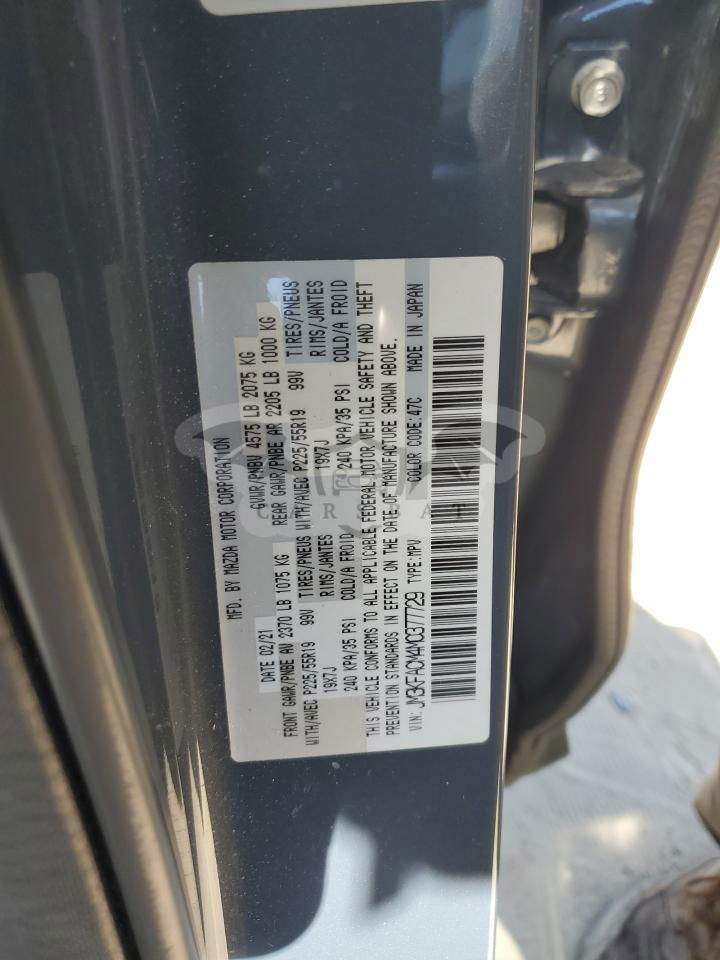 MFD. BY MAZDA MOTOR CORPORATION
DATE 02/21 GVWR/PNBV 4575 LB 2075 KG
FRONT GAWR/PNBE AV 2370 LB 1075 KG REAR GAWR/PNBE AR 2205 LB 1000 KG
WITH/AVEC P225/55R19 99V TIRES/PNEUS WITH/AVEC P225/55R19 99V TIRES/PNEUS
19X7J RIMS/JANTES 19X7J RIMS/JANTES
240 KPA/35 PSI COLD/A FROID 240 KPA/35 PSI COLD/A FROID
THIS VEHICLE CONFORMS TO ALL APPLICABLE FEDERAL MOTOR VEHICLE SAFETY AND THEFT
PREVENTION STANDARDS IN EFFECT ON THE DATE OF MANUFACTURE SHOWN ABOVE.
VIN: JM3KFACY4M0377729 TYPE:MPV COLOR CODE:47C MADE IN JAPAN
CARSBAT